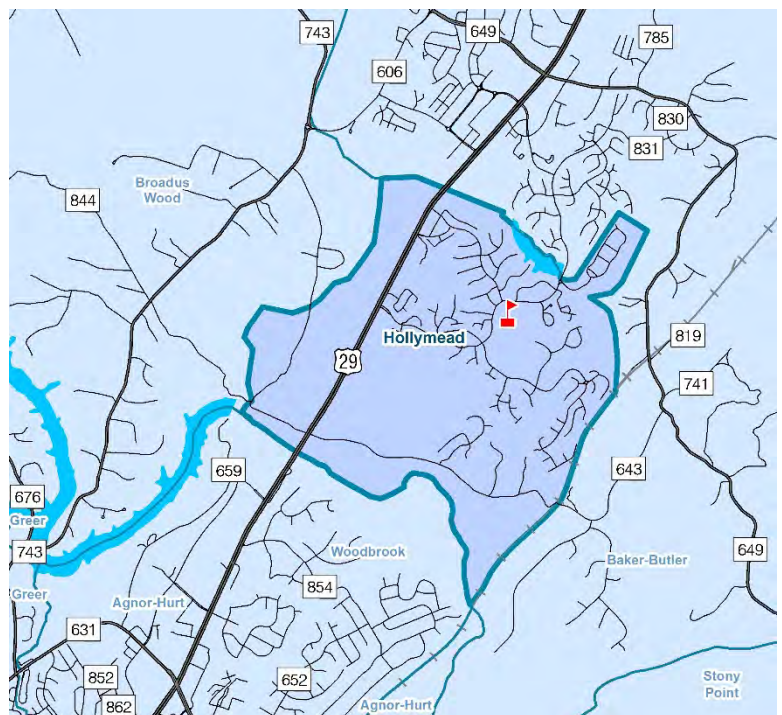 743
649
785
606
830
831
Broadus
Wood
844
Hollymead
29
819
741
659
643
676
Greer
743
Woodbrook
Baker-Butler
649
854
Greer
Agnor-Hurt
631
852
652
862
Agnor-Hurt
Stony
Point